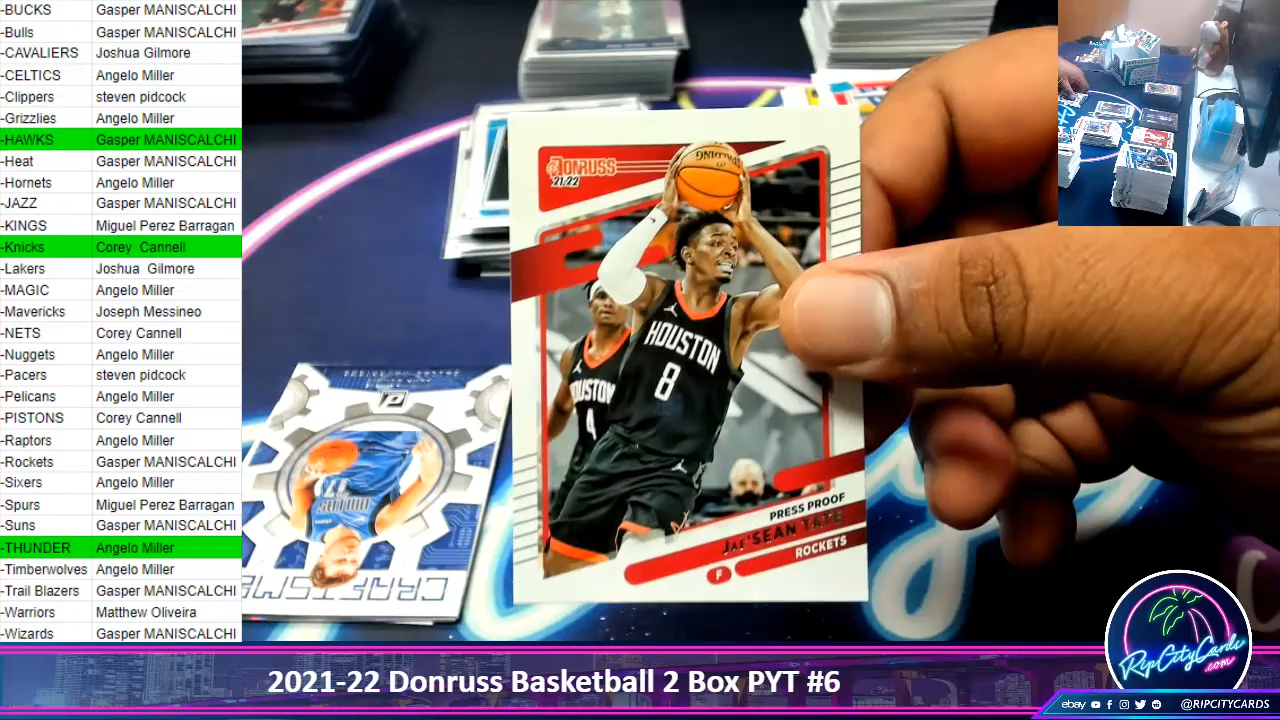 -BUCKS Gasper MANISCALCHI
-Bulls Gasper MANISCALCHI
-CAVALIERS Joshua Gilmore
-CELTICS Angelo Miller
-Clippers steven pidcock
-Grizzlies Angelo Miller
-HAWKS Gasper MANISCALCHI
-Heat Gasper MANISCALCHI
-Hornets Angelo Miller
-JAZZ Gasper MANISCALCHI
-KINGS Miguel Perez Barragan
-Knicks Corey Cannell
-Lakers Joshua Gilmore
-MAGIC Angelo Miller
-Mavericks Joseph Messineo
-NETS Corey Cannell
-Nuggets Angelo Miller
-Pacers steven pidcock
-Pelicans Angelo Miller
-PISTONS Corey Cannell
-Raptors Angelo Miller
-Rockets Gasper MANISCALCHI
-Sixers Angelo Miller
-Spurs Miguel Perez Barragan
-Suns Gasper MANISCALCHI
-THUNDER Angelo Miller
-Timberwolves Angelo Miller
-Trail Blazers Gasper MANISCALCHI
-Warriors Matthew Oliveira
-Wizards Gasper MANISCALCHI
DONRUSS
21/22
SPALDING
HOUSTON
8
HOUSTON
4
PRESS PROOF
JAE'SEAN TATE
F ROCKETS
2021-22 Donruss Basketball 2 Box PYT #6
RipCityCards
.com
ebay @RIPCITYCARDS